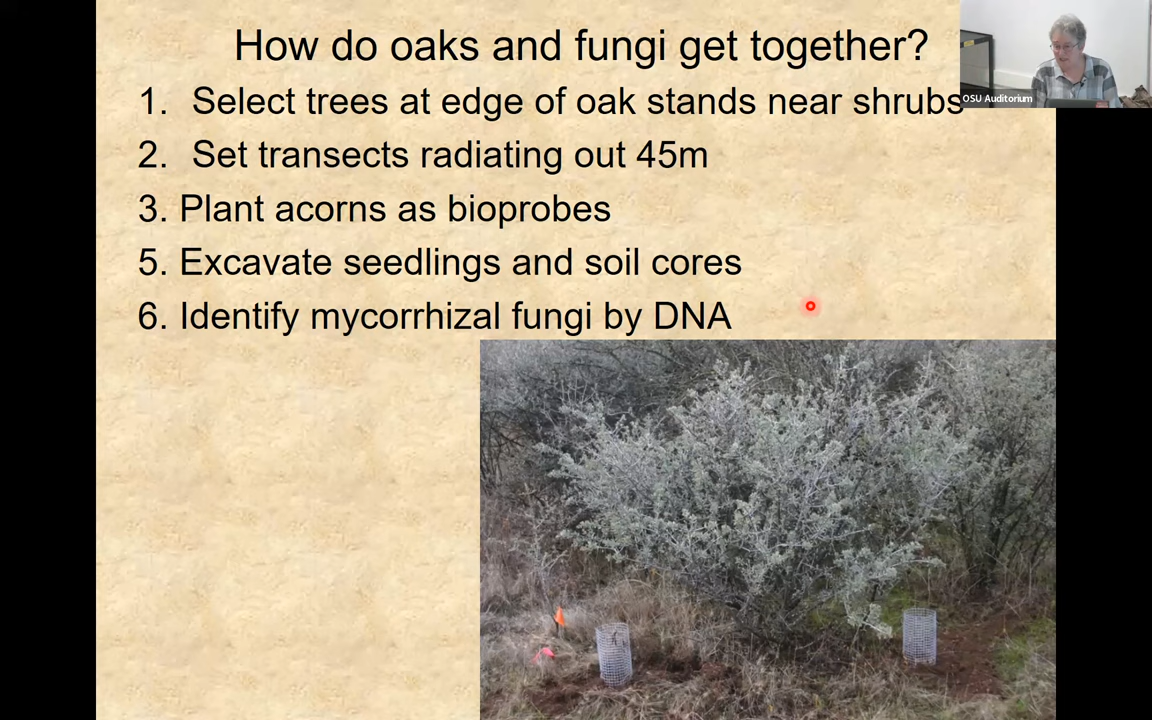 How do oaks and fungi get together?
1. Select trees at edge of oak stands near shrubs
OSU Auditorium
2. Set transects radiating out 45m
3. Plant acorns as bioprobes
5. Excavate seedlings and soil cores
6. Identify mycorrhizal fungi by DNA